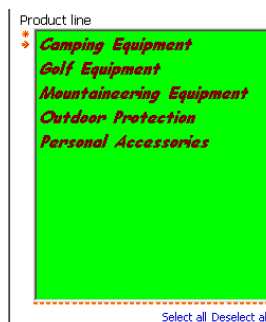 Product line
Camping Equipment
Golf Equipment
Mountaineering Equipment
Outdoor Protection
Personal Accessories
Select all Deselect al